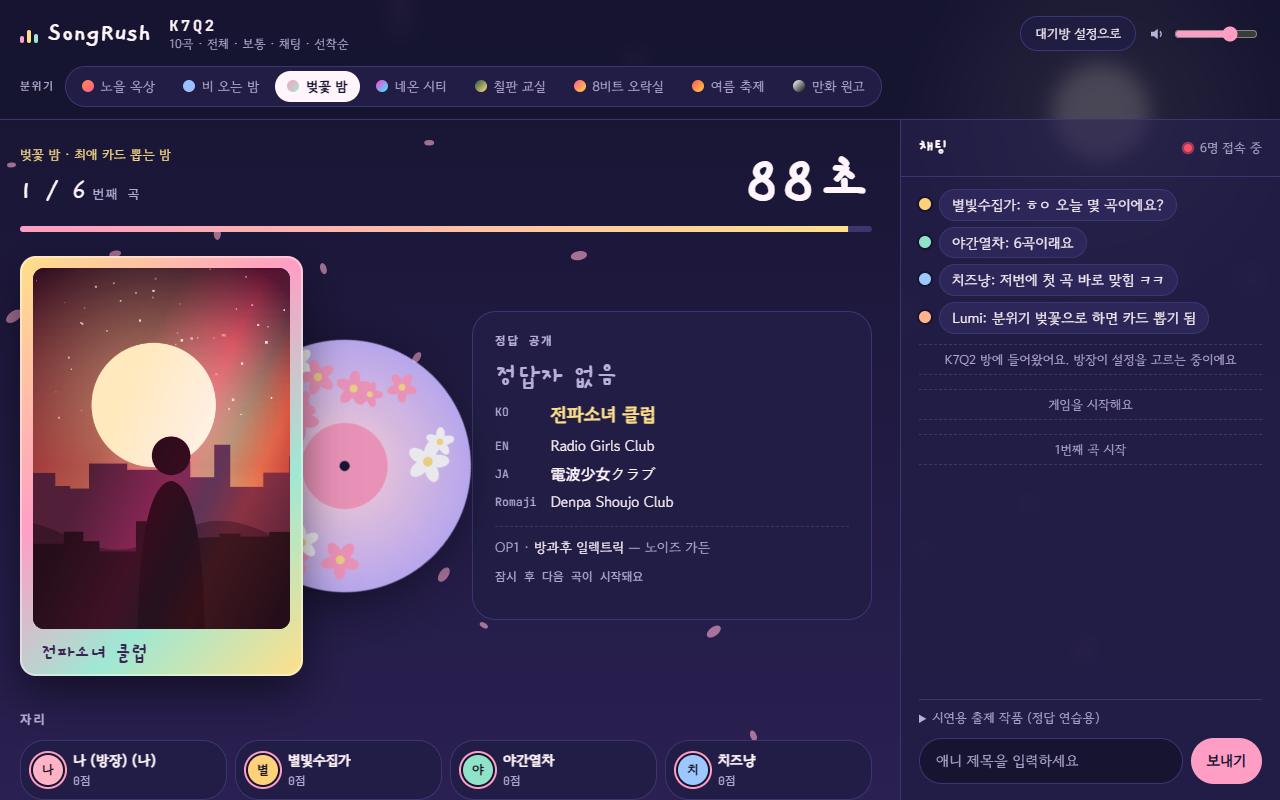 SongRush
K7Q2
10곡 · 전체 · 보통 · 채팅 · 선착순
대기방 설정으로
분위기
노을 옥상
비 오는 밤
벚꽃 밤
네온 시티
칠판 교실
8비트 오락실
여름 축제
만화 원고
벚꽃 밤 · 최애 카드 뽑는 밤
1 / 6 번째 곡
88초
전파소녀 클럽
정답 공개
정답자 없음
KO 전파소녀 클럽
EN Radio Girls Club
JA 電波少女クラブ
Romaji Denpa Shoujo Club
OP1 · 방과후 일렉트릭 — 노이즈 가든
잠시 후 다음 곡이 시작돼요
자리
나 나 (방장) (나)
0점
별 별빛수집가
0점
야 야간열차
0점
치 치즈냥
0점
채팅
6명 접속 중
별빛수집가: ㅎㅇ 오늘 몇 곡이에요?
야간열차: 6곡이래요
치즈냥: 저번에 첫 곡 바로 맞힘 ㅋㅋ
Lumi: 분위기 벚꽃으로 하면 카드 뽑기 됨
K7Q2 방에 들어왔어요. 방장이 설정을 고르는 중이에요
게임을 시작해요
1번째 곡 시작
▶ 시연용 출제 작품 (정답 연습용)
애니 제목을 입력하세요
보내기